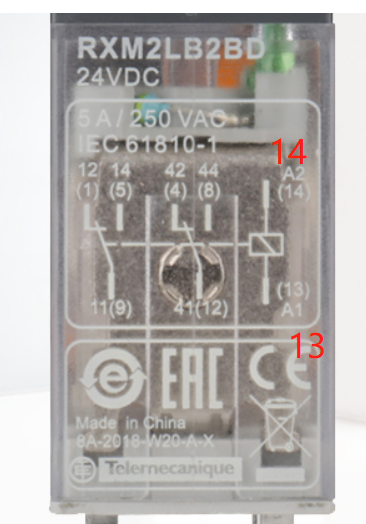 RXM2LB2BD
24VDC
5 A / 250 VAC
IEC 61810-1
14
12 14 42 44 A2
(1) (5) (4) (8) (14)
(13)
11(9) 41(12) A1
13
EAC CE
Made in China
8A-2018-W20-A-X
Telemecanique